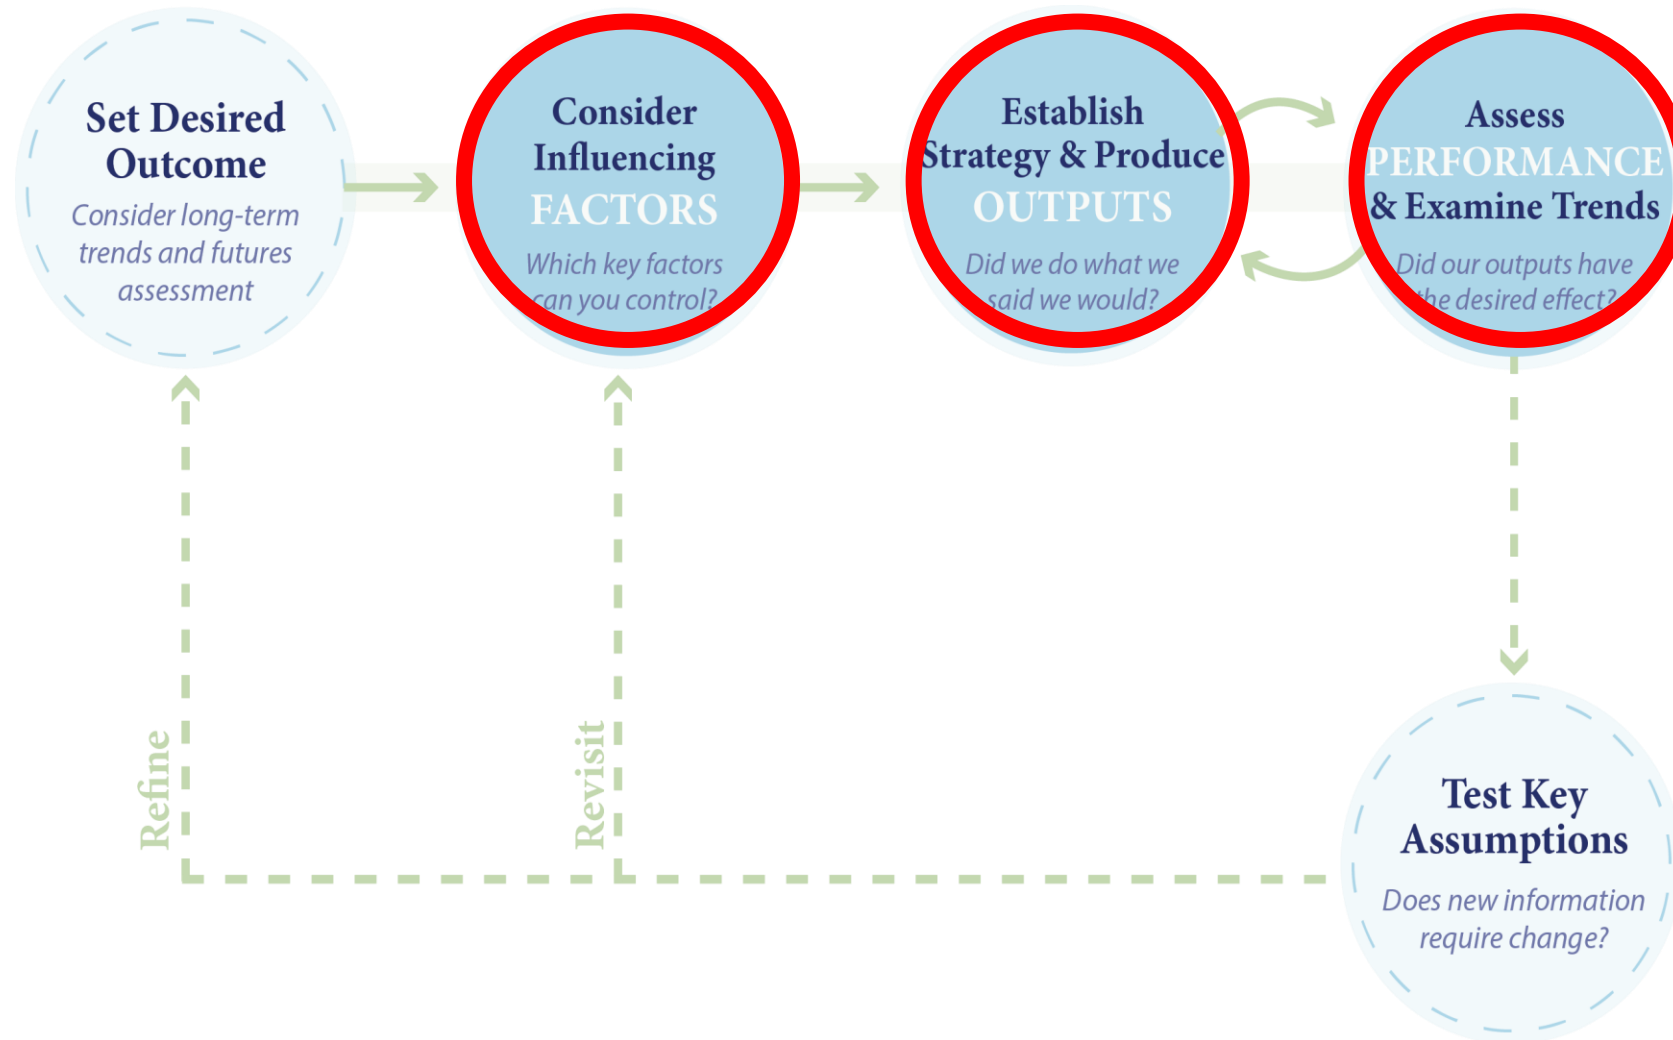 Set Desired
Outcome
Consider long-term
trends and futures
assessment
Consider
Influencing
FACTORS
Which key factors
can you control?
Establish
Strategy & Produce
OUTPUTS
Did we do what we
said we would?
Assess
PERFORMANCE
& Examine Trends
Did our outputs have
the desired effect?
Refine
Revisit
Test Key
Assumptions
Does new information
require change?